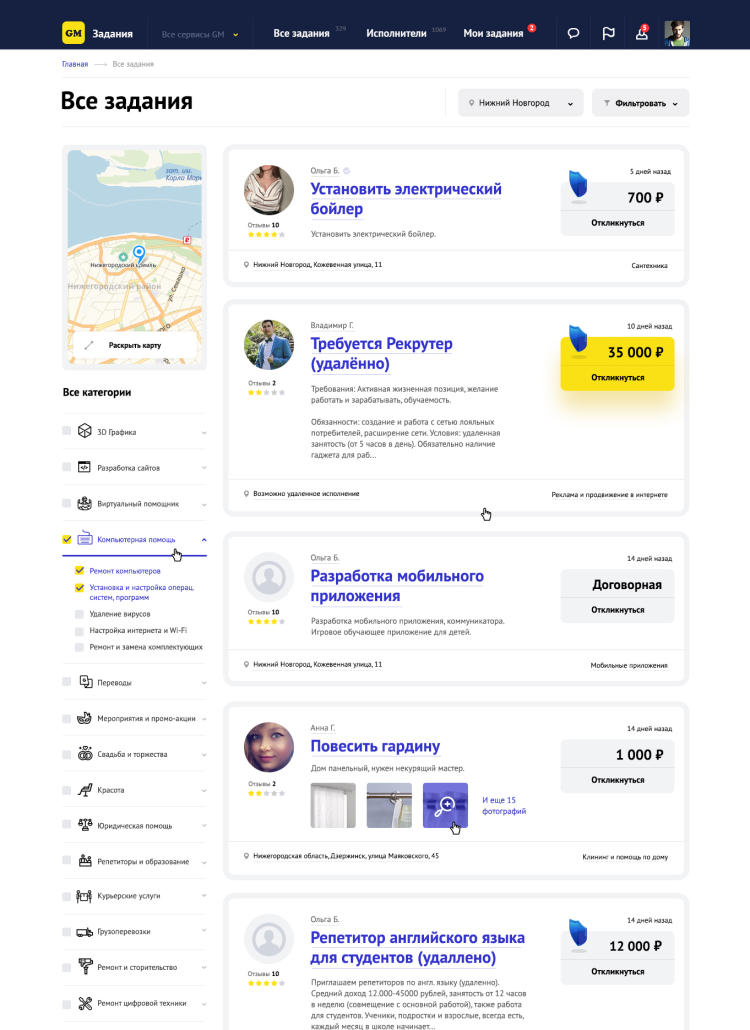 GM Задания
Все сервисы GM
Все задания 329
Исполнители 1069
Мои задания 2
5
Главная
Все задания
Все задания
Нижний Новгород
Фильтровать
зат. им.
Нижегородский кремль
Нижегородский район
ул. Семашко
Раскрыть карту
Все категории
3D Графика
Разработка сайтов
Виртуальный помощник
Компьютерная помощь
Ремонт компьютеров
Установка и настройка операц.
систем, программ
Удаление вирусов
Настройка интернета и Wi-Fi
Ремонт и замена комплектующих
Переводы
Мероприятия и промо-акции
Свадьба и торжества
Красота
Юридическая помощь
Репетиторы и образование
Курьерские услуги
Грузоперевозки
Ремонт и сторительство
Ремонт цифровой техники
Ольга Б.
Установить электрический
бойлер
Отзывы 10
Установить электрический бойлер.
5 дней назад
700 ₽
Откликнуться
Нижний Новгород, Кожевенная улица, 11
Сантехника
Владимир Г.
Требуется Рекрутер
(удалённо)
Отзывы 2
Требования: Активная жизненная позиция, желание
работать и зарабатывать, обучаемость.
Обязанности: создание и работа с сетью лояльных
потребителей, расширение сети. Условия: удаленная
занятость (от 5 часов в день). Обязательно наличие
гаджета для раб...
10 дней назад
35 000 ₽
Откликнуться
Возможно удаленное исполнение
Реклама и продвижение в интернете
Ольга Б.
Разработка мобильного
приложения
Отзывы 10
Разработка мобильного приложения, коммуникатора.
Игровое обучающее приложение для детей.
14 дней назад
Договорная
Откликнуться
Нижний Новгород, Кожевенная улица, 11
Мобильные приложения
Анна Г.
Повесить гардину
Дом панельный, нужен некурящий мастер.
Отзывы 2
И еще 15
фотографий
14 дней назад
1 000 ₽
Откликнуться
Нижегородская область, Дзержинск, улица Маяковского, 45
Клининг и помощь по дому
Ольга Б.
Репетитор английского языка
для студентов (удаллено)
Отзывы 10
Приглашаем репетиторов по англ. языку (удаленно).
Средний доход 12.000-45000 рублей, занятость от 12 часов
в неделю (совмещение с основной работой), также работа
для студентов. Ученики, подростки и взрослые, всегда есть,
каждый месяц в школе начинает...
14 дней назад
12 000 ₽
Откликнуться